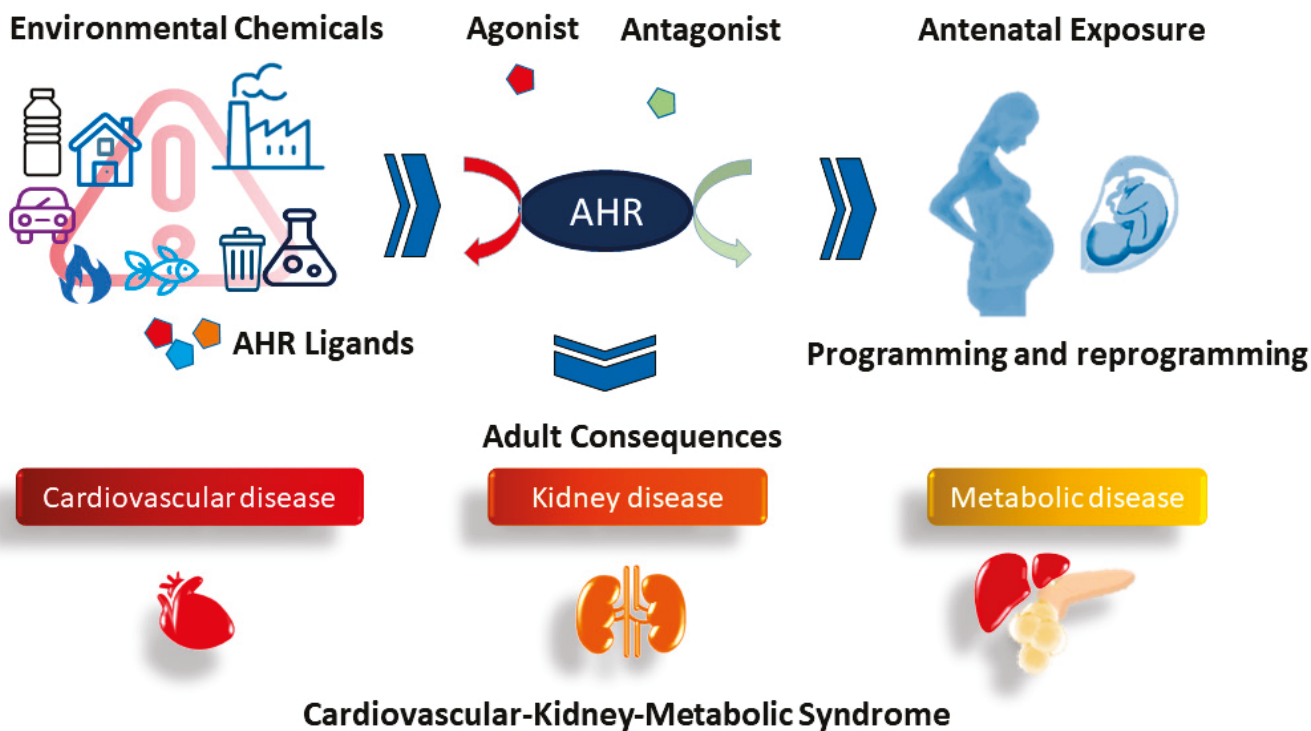 Environmental Chemicals
Agonist
Antagonist
Antenatal Exposure
AHR
AHR Ligands
Programming and reprogramming
Adult Consequences
Cardiovascular disease
Kidney disease
Metabolic disease
Cardiovascular-Kidney-Metabolic Syndrome